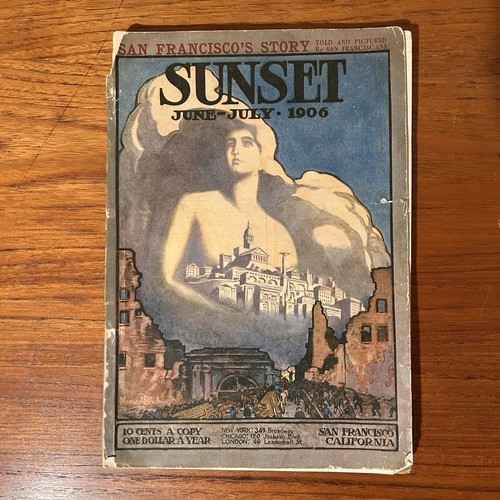 SAN FRANCISCO'S STORY
TOLD AND PICTURED
By SAN FRANCISCANS
SUNSET
JUNE-JULY · 1906
10 CENTS A COPY
ONE DOLLAR A YEAR
NEW YORK: 349 Broadway
CHICAGO: 120 Jackson Blvd.
LONDON: 49 Leadenhall St.
SAN FRANCISCO
CALIFORNIA